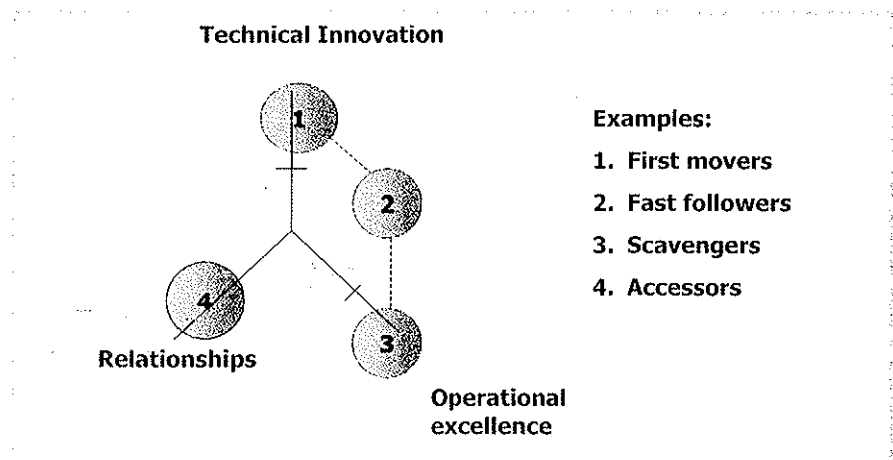 Technical Innovation
1
2
4
3
Relationships
Operational
excellence
Examples:
1. First movers
2. Fast followers
3. Scavengers
4. Accessors